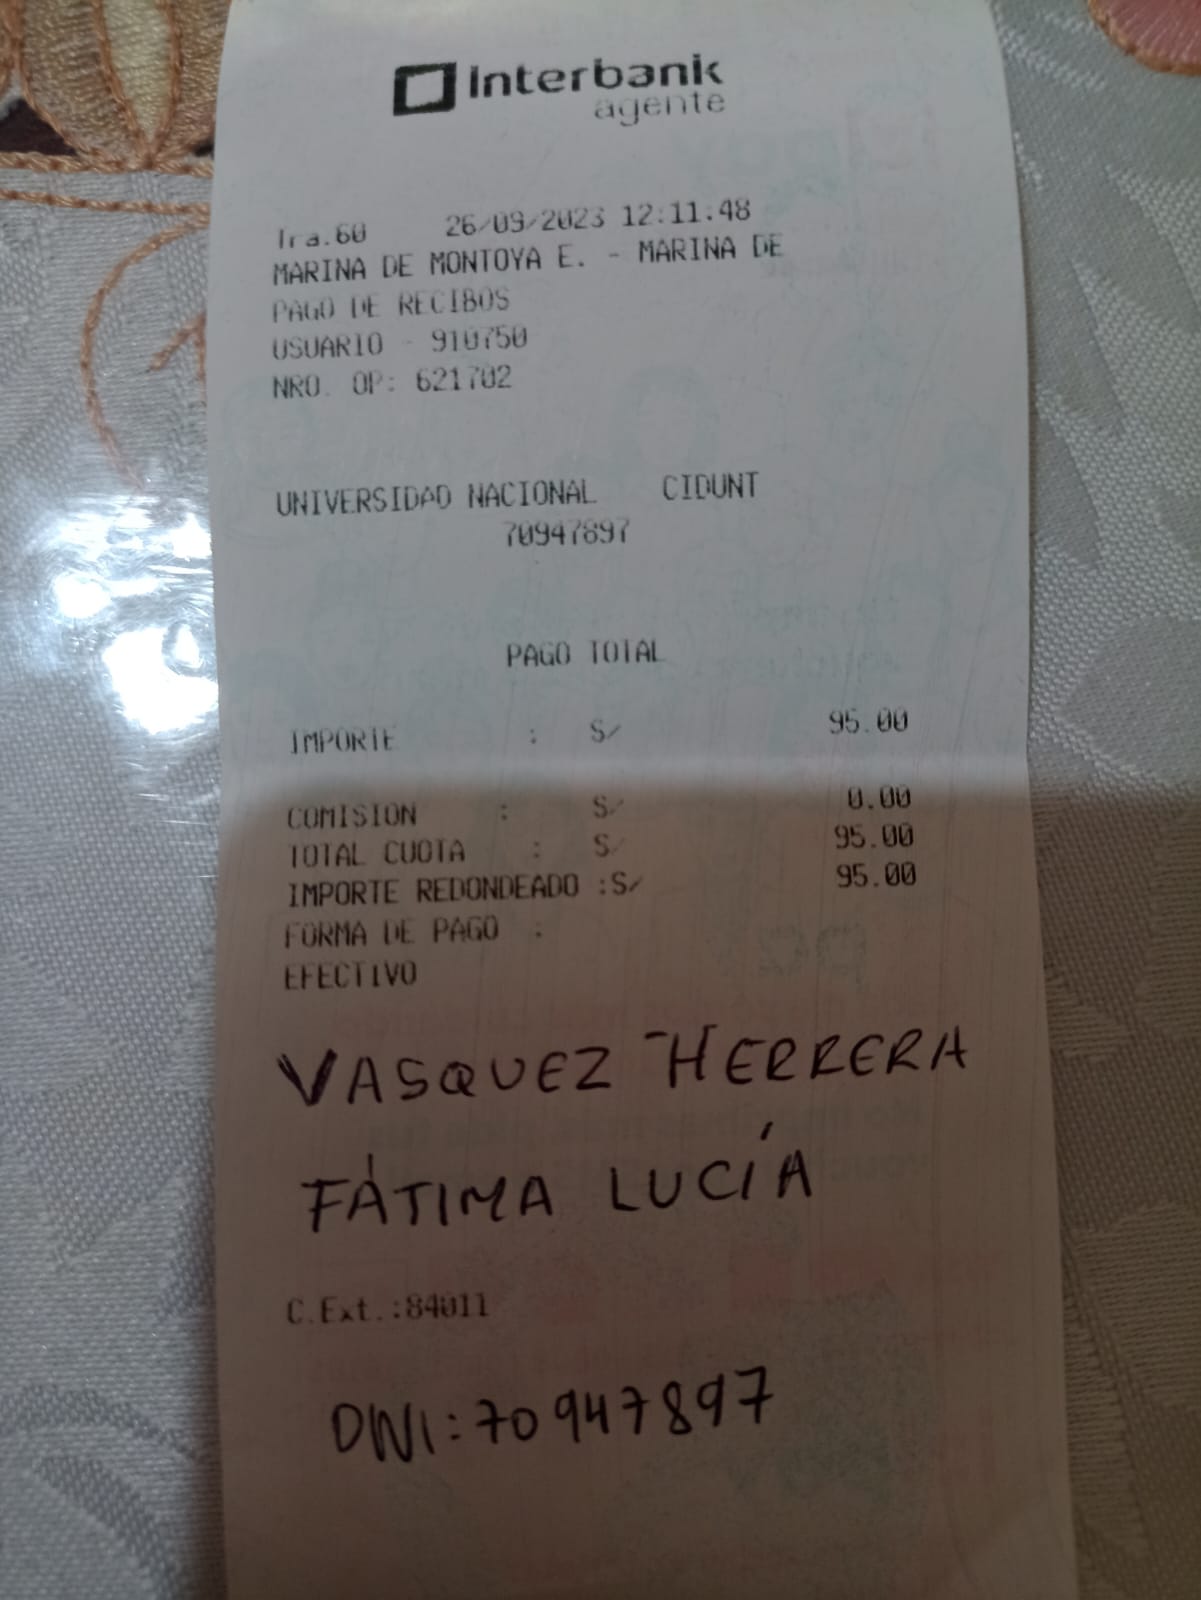 Interbank
agente
Tra.60 26/09/2023 12:11:48
MARINA DE MONTOYA E. - MARINA DE
PAGO DE RECIBOS
USUARIO - 910750
NRO. OP: 621702
UNIVERSIDAD NACIONAL CIDUNT
70947897
PAGO TOTAL
IMPORTE : S/ 95.00
COMISION : S/ 0.00
TOTAL CUOTA : S/ 95.00
IMPORTE REDONDEADO :S/ 95.00
FORMA DE PAGO :
EFECTIVO
VASQUEZ HERRERA
FÁTIMA LUCÍA
C.Ext.:84011
DNI:70947897